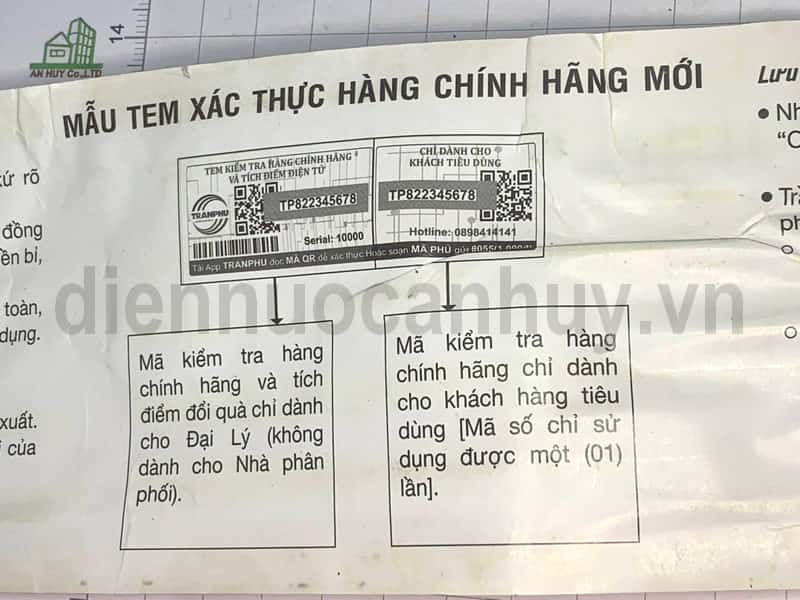 AN HUY Co.,LTD
14
MẪU TEM XÁC THỰC HÀNG CHÍNH HÃNG MỚI
Lưu
TEM KIỂM TRA HÀNG CHÍNH HÃNG
VÀ TÍCH ĐIỂM ĐIỆN TỬ
TRANPHU
TP822345678
Serial: 10000
CHỈ DÀNH CHO
KHÁCH TIÊU DÙNG
TP822345678
Hotline: 0898414141
Tải App TRANPHU đọc MÃ QR để xác thực Hoặc soạn MÃ PHỦ gửi 8055
diennuocanhuy.vn
Mã kiểm tra hàng
chính hãng và tích
điểm đổi quà chỉ dành
cho Đại Lý (không
dành cho Nhà phân
phối).
Mã kiểm tra hàng
chính hãng chỉ dành
cho khách hàng tiêu
dùng [Mã số chỉ sử
dụng được một (01)
lần].
rõ
đồng
bỉ,
toàn,
dụng.
xuất.
của